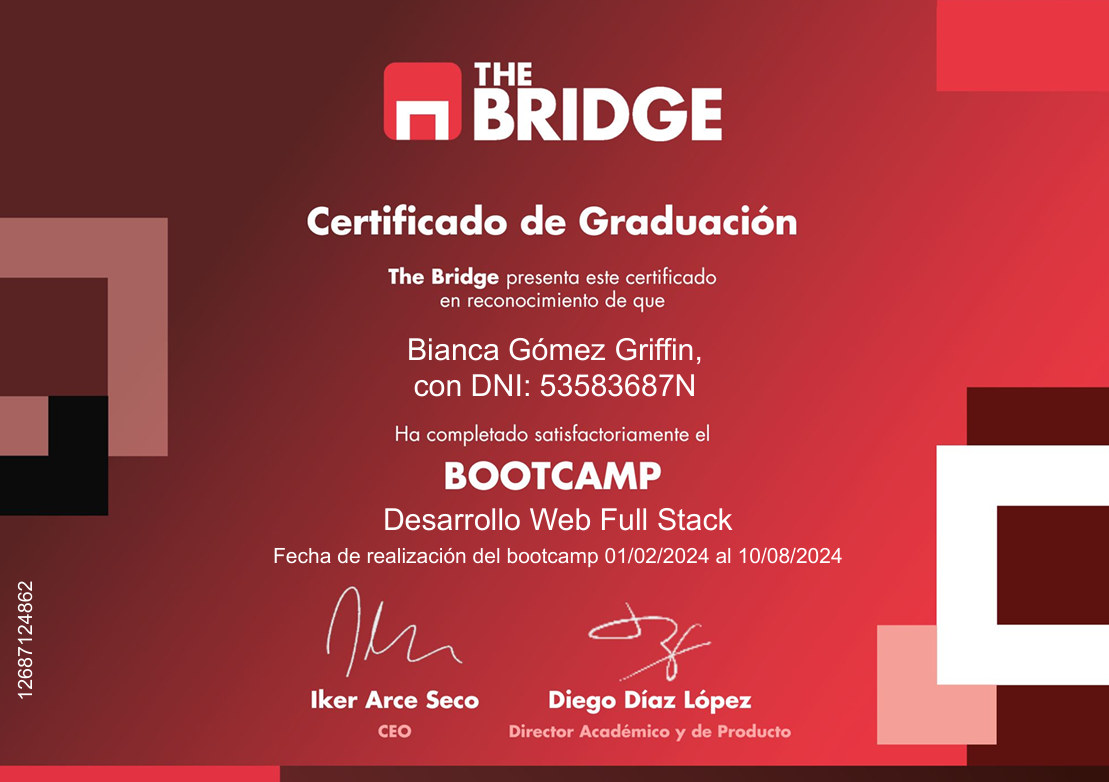 THE
BRIDGE
Certificado de Graduación
The Bridge presenta este certificado
en reconocimiento de que
Bianca Gómez Griffin,
con DNI: 53583687N
Ha completado satisfactoriamente el
BOOTCAMP
Desarrollo Web Full Stack
Fecha de realización del bootcamp 01/02/2024 al 10/08/2024
Iker Arce Seco
CEO
Diego Díaz López
Director Académico y de Producto
12687124862